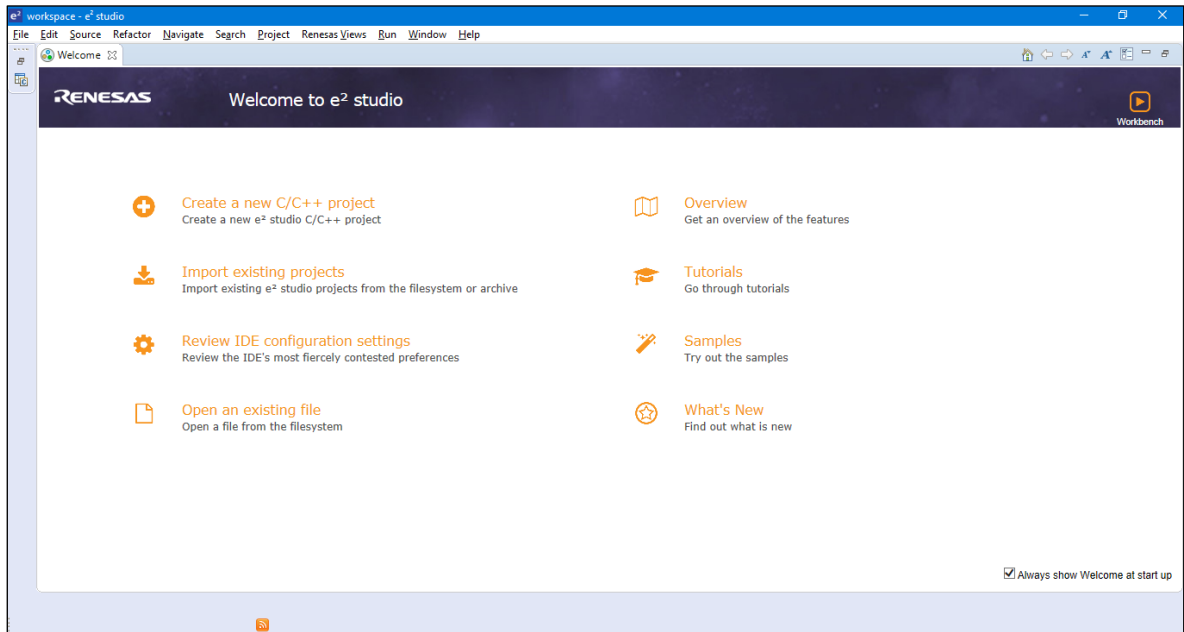 e² workspace - e² studio
File Edit Source Refactor Navigate Search Project Renesas Views Run Window Help
Welcome
RENESAS Welcome to e² studio
Workbench
Create a new C/C++ project
Create a new e² studio C/C++ project
Import existing projects
Import existing e² studio projects from the filesystem or archive
Review IDE configuration settings
Review the IDE's most fiercely contested preferences
Open an existing file
Open a file from the filesystem
Overview
Get an overview of the features
Tutorials
Go through tutorials
Samples
Try out the samples
What's New
Find out what is new
Always show Welcome at start up